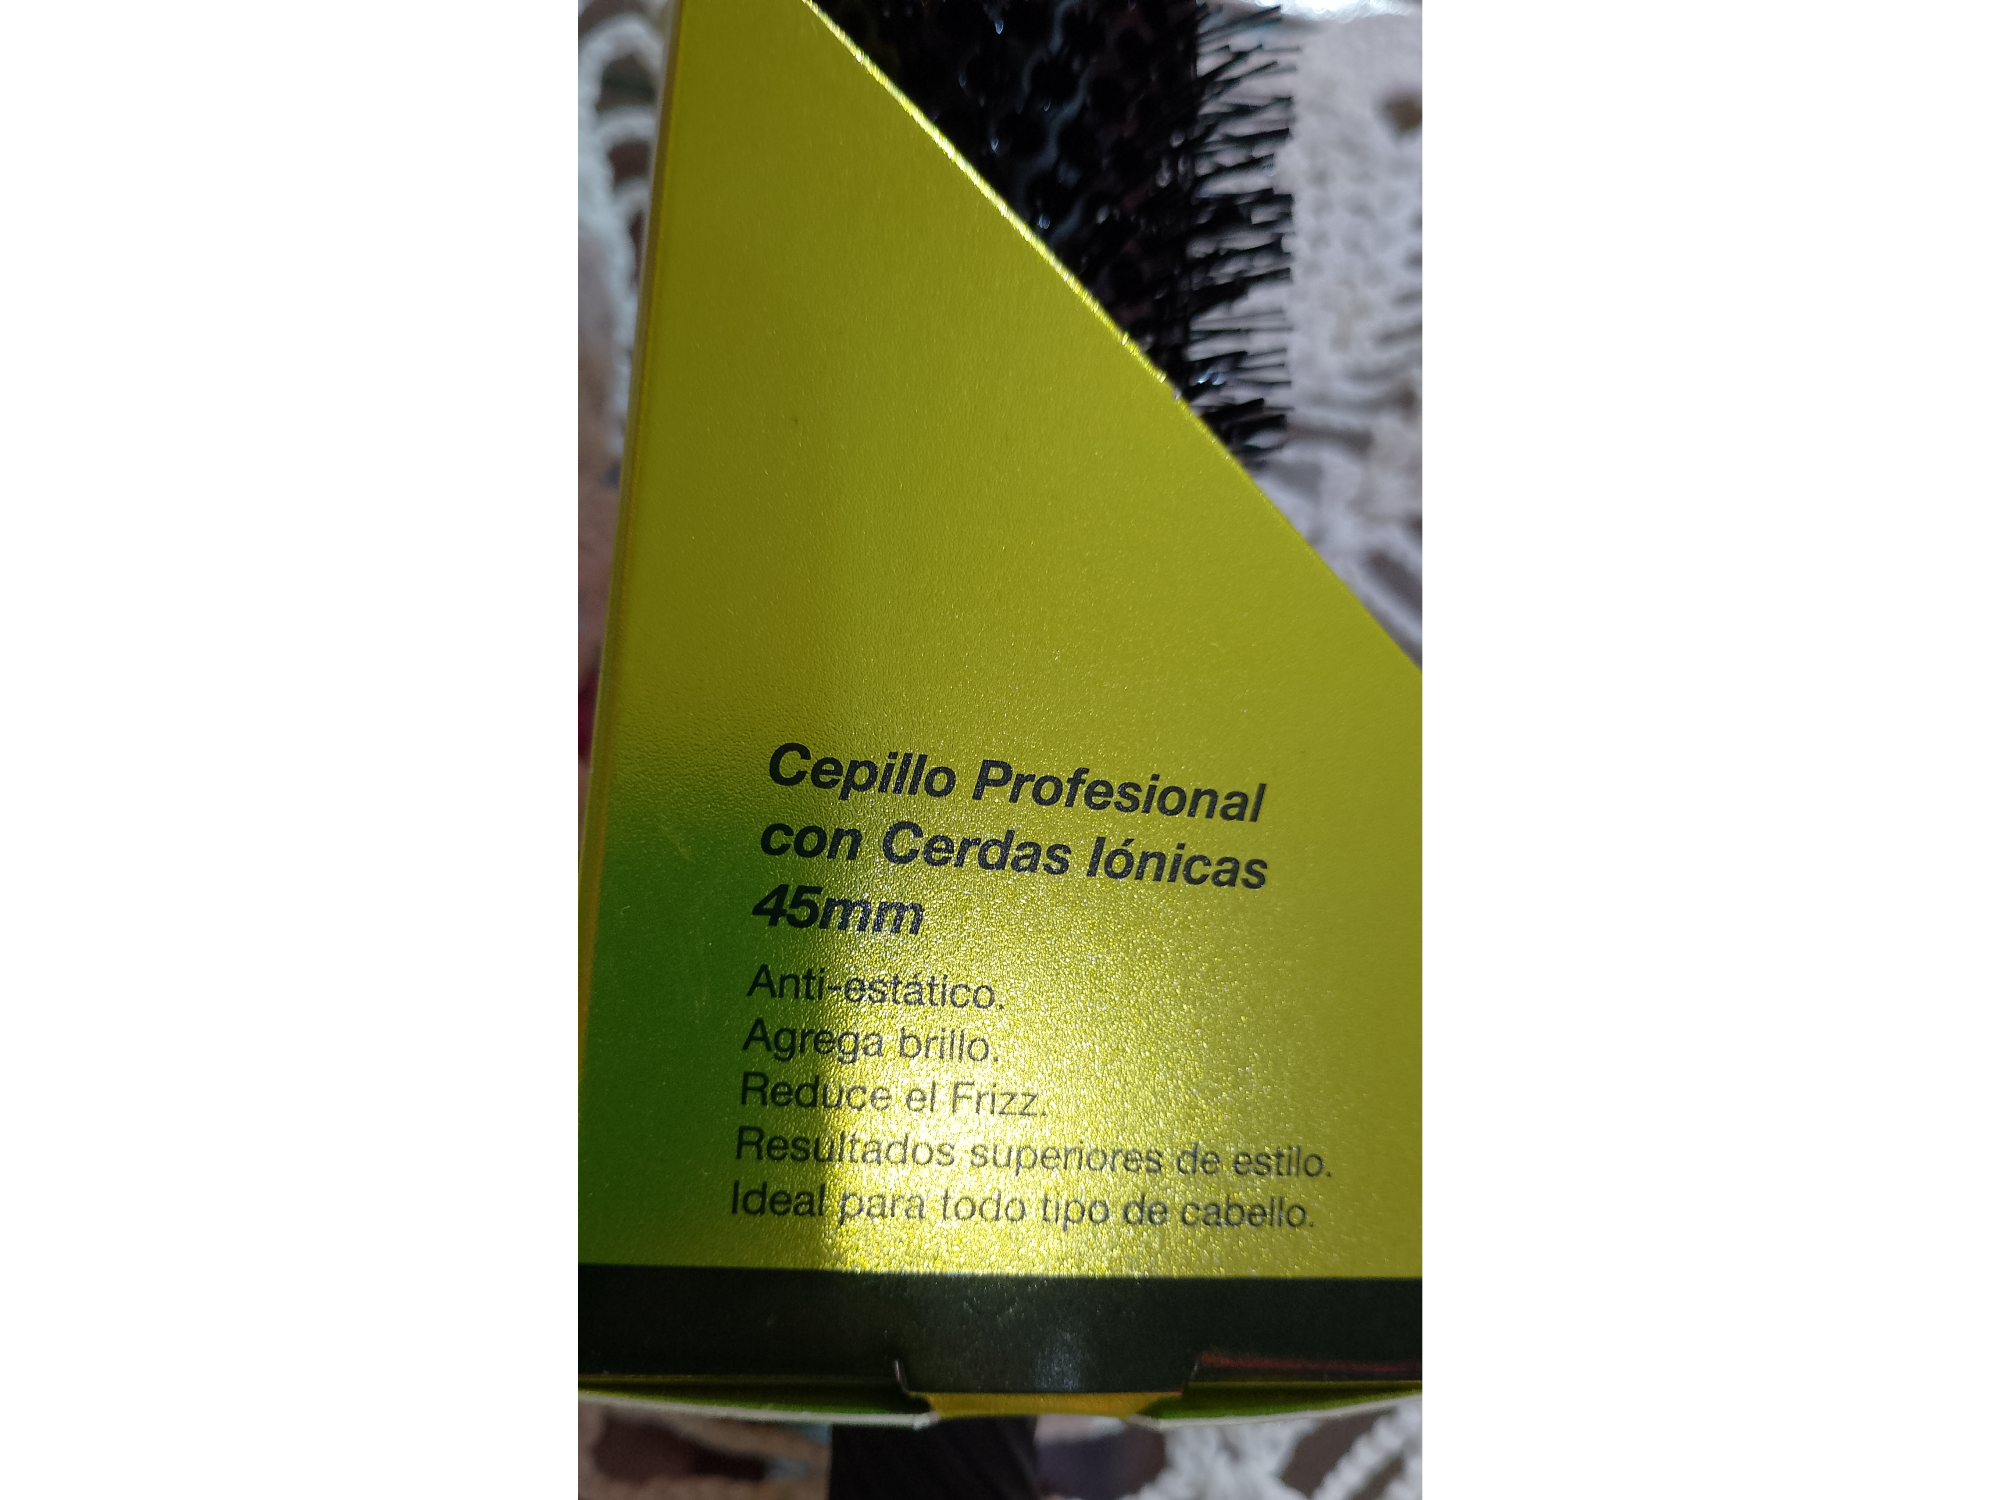 Cepillo Profesional
con Cerdas Iónicas
45mm
Anti-estático.
Agrega brillo.
Reduce el Frizz.
Resultados superiores de estilo.
Ideal para todo tipo de cabello.